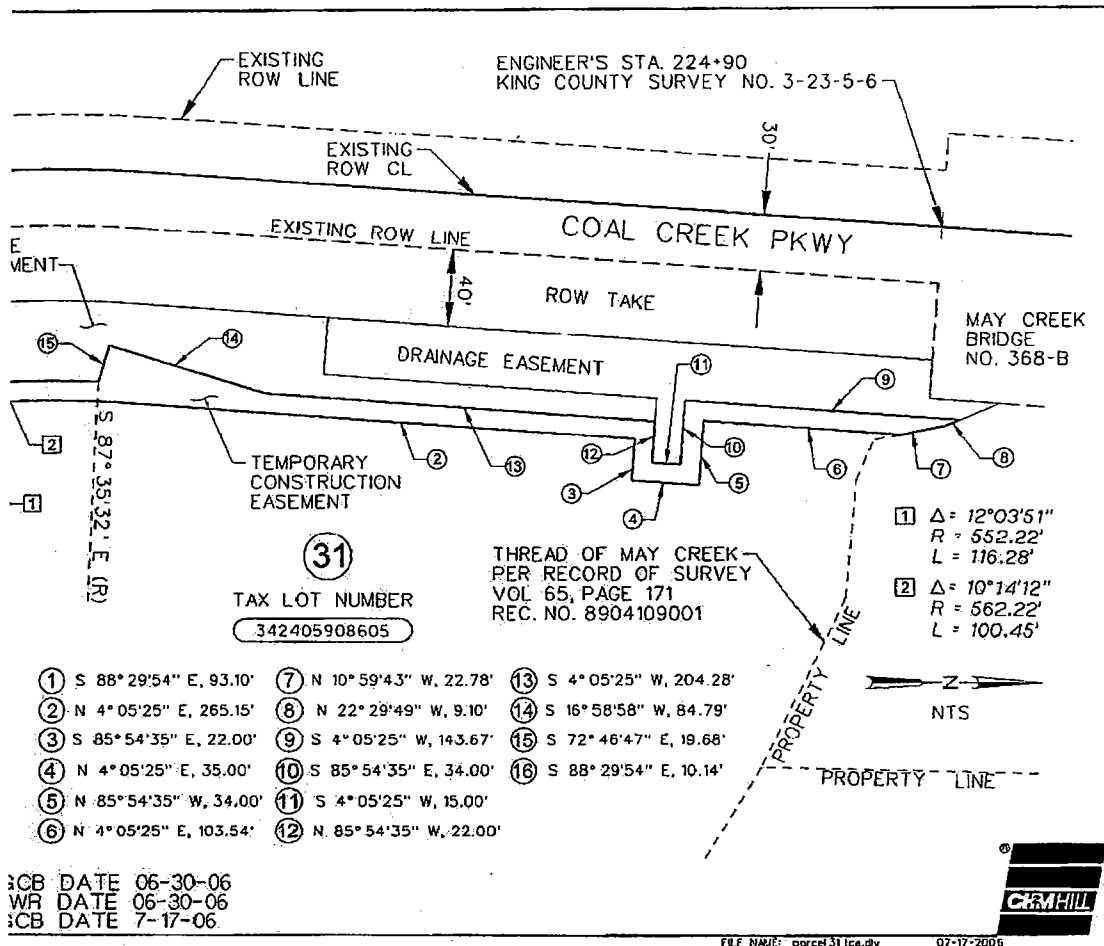 EXISTING
ROW LINE
ENGINEER'S STA. 224+90
KING COUNTY SURVEY NO. 3-23-5-6
30'
EXISTING
ROW CL
EXISTING ROW LINE
COAL CREEK PKWY
E
MENT
40'
ROW TAKE
MAY CREEK
BRIDGE
NO. 368-B
15
14
DRAINAGE EASEMENT
11
9
S 87°35'32" E (R)
2
1
TEMPORARY
CONSTRUCTION
EASEMENT
2
13
12
10
3
5
4
6
7
8
31
TAX LOT NUMBER
342405908605
THREAD OF MAY CREEK
PER RECORD OF SURVEY
VOL 65, PAGE 171
REC. NO. 8904109001
1 Δ= 12°03'51"
R = 552.22'
L = 116.28'
2 Δ= 10°14'12"
R = 562.22'
L = 100.45'
PROPERTY LINE
PROPERTY LINE
Z
NTS
1 S 88°29'54" E, 93.10'
2 N 4°05'25" E, 265.15'
3 S 85°54'35" E, 22.00'
4 N 4°05'25" E, 35.00'
5 N 85°54'35" W, 34.00'
6 N 4°05'25" E, 103.54'
7 N 10°59'43" W, 22.78'
8 N 22°29'49" W, 9.10'
9 S 4°05'25" W, 143.67'
10 S 85°54'35" E, 34.00'
11 S 4°05'25" W, 15.00'
12 N 85°54'35" W, 22.00'
13 S 4°05'25" W, 204.28'
14 S 16°58'58" W, 84.79'
15 S 72°46'47" E, 19.68'
16 S 88°29'54" E, 10.14'
GCB DATE 06-30-06
WR DATE 06-30-06
GCB DATE 7-17-06
®
CH2MHILL
FILE NAME: parcel31tce.dlv 07-17-2006